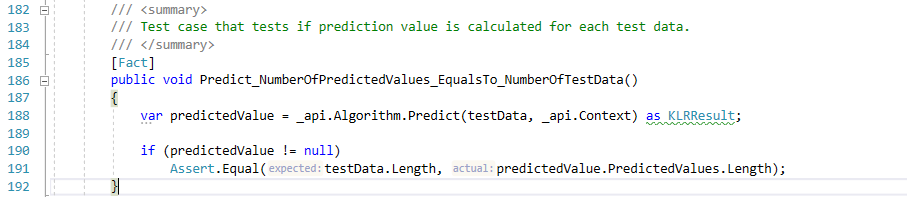 182 /// <summary>
183 /// Test case that tests if prediction value is calculated for each test data.
184 /// </summary>
185 [Fact]
186 public void Predict_NumberOfPredictedValues_EqualsTo_NumberOfTestData()
187 {
188 var predictedValue = _api.Algorithm.Predict(testData, _api.Context) as KLRResult;
189
190 if (predictedValue != null)
191 Assert.Equal(expected: testData.Length, actual: predictedValue.PredictedValues.Length);
192 }